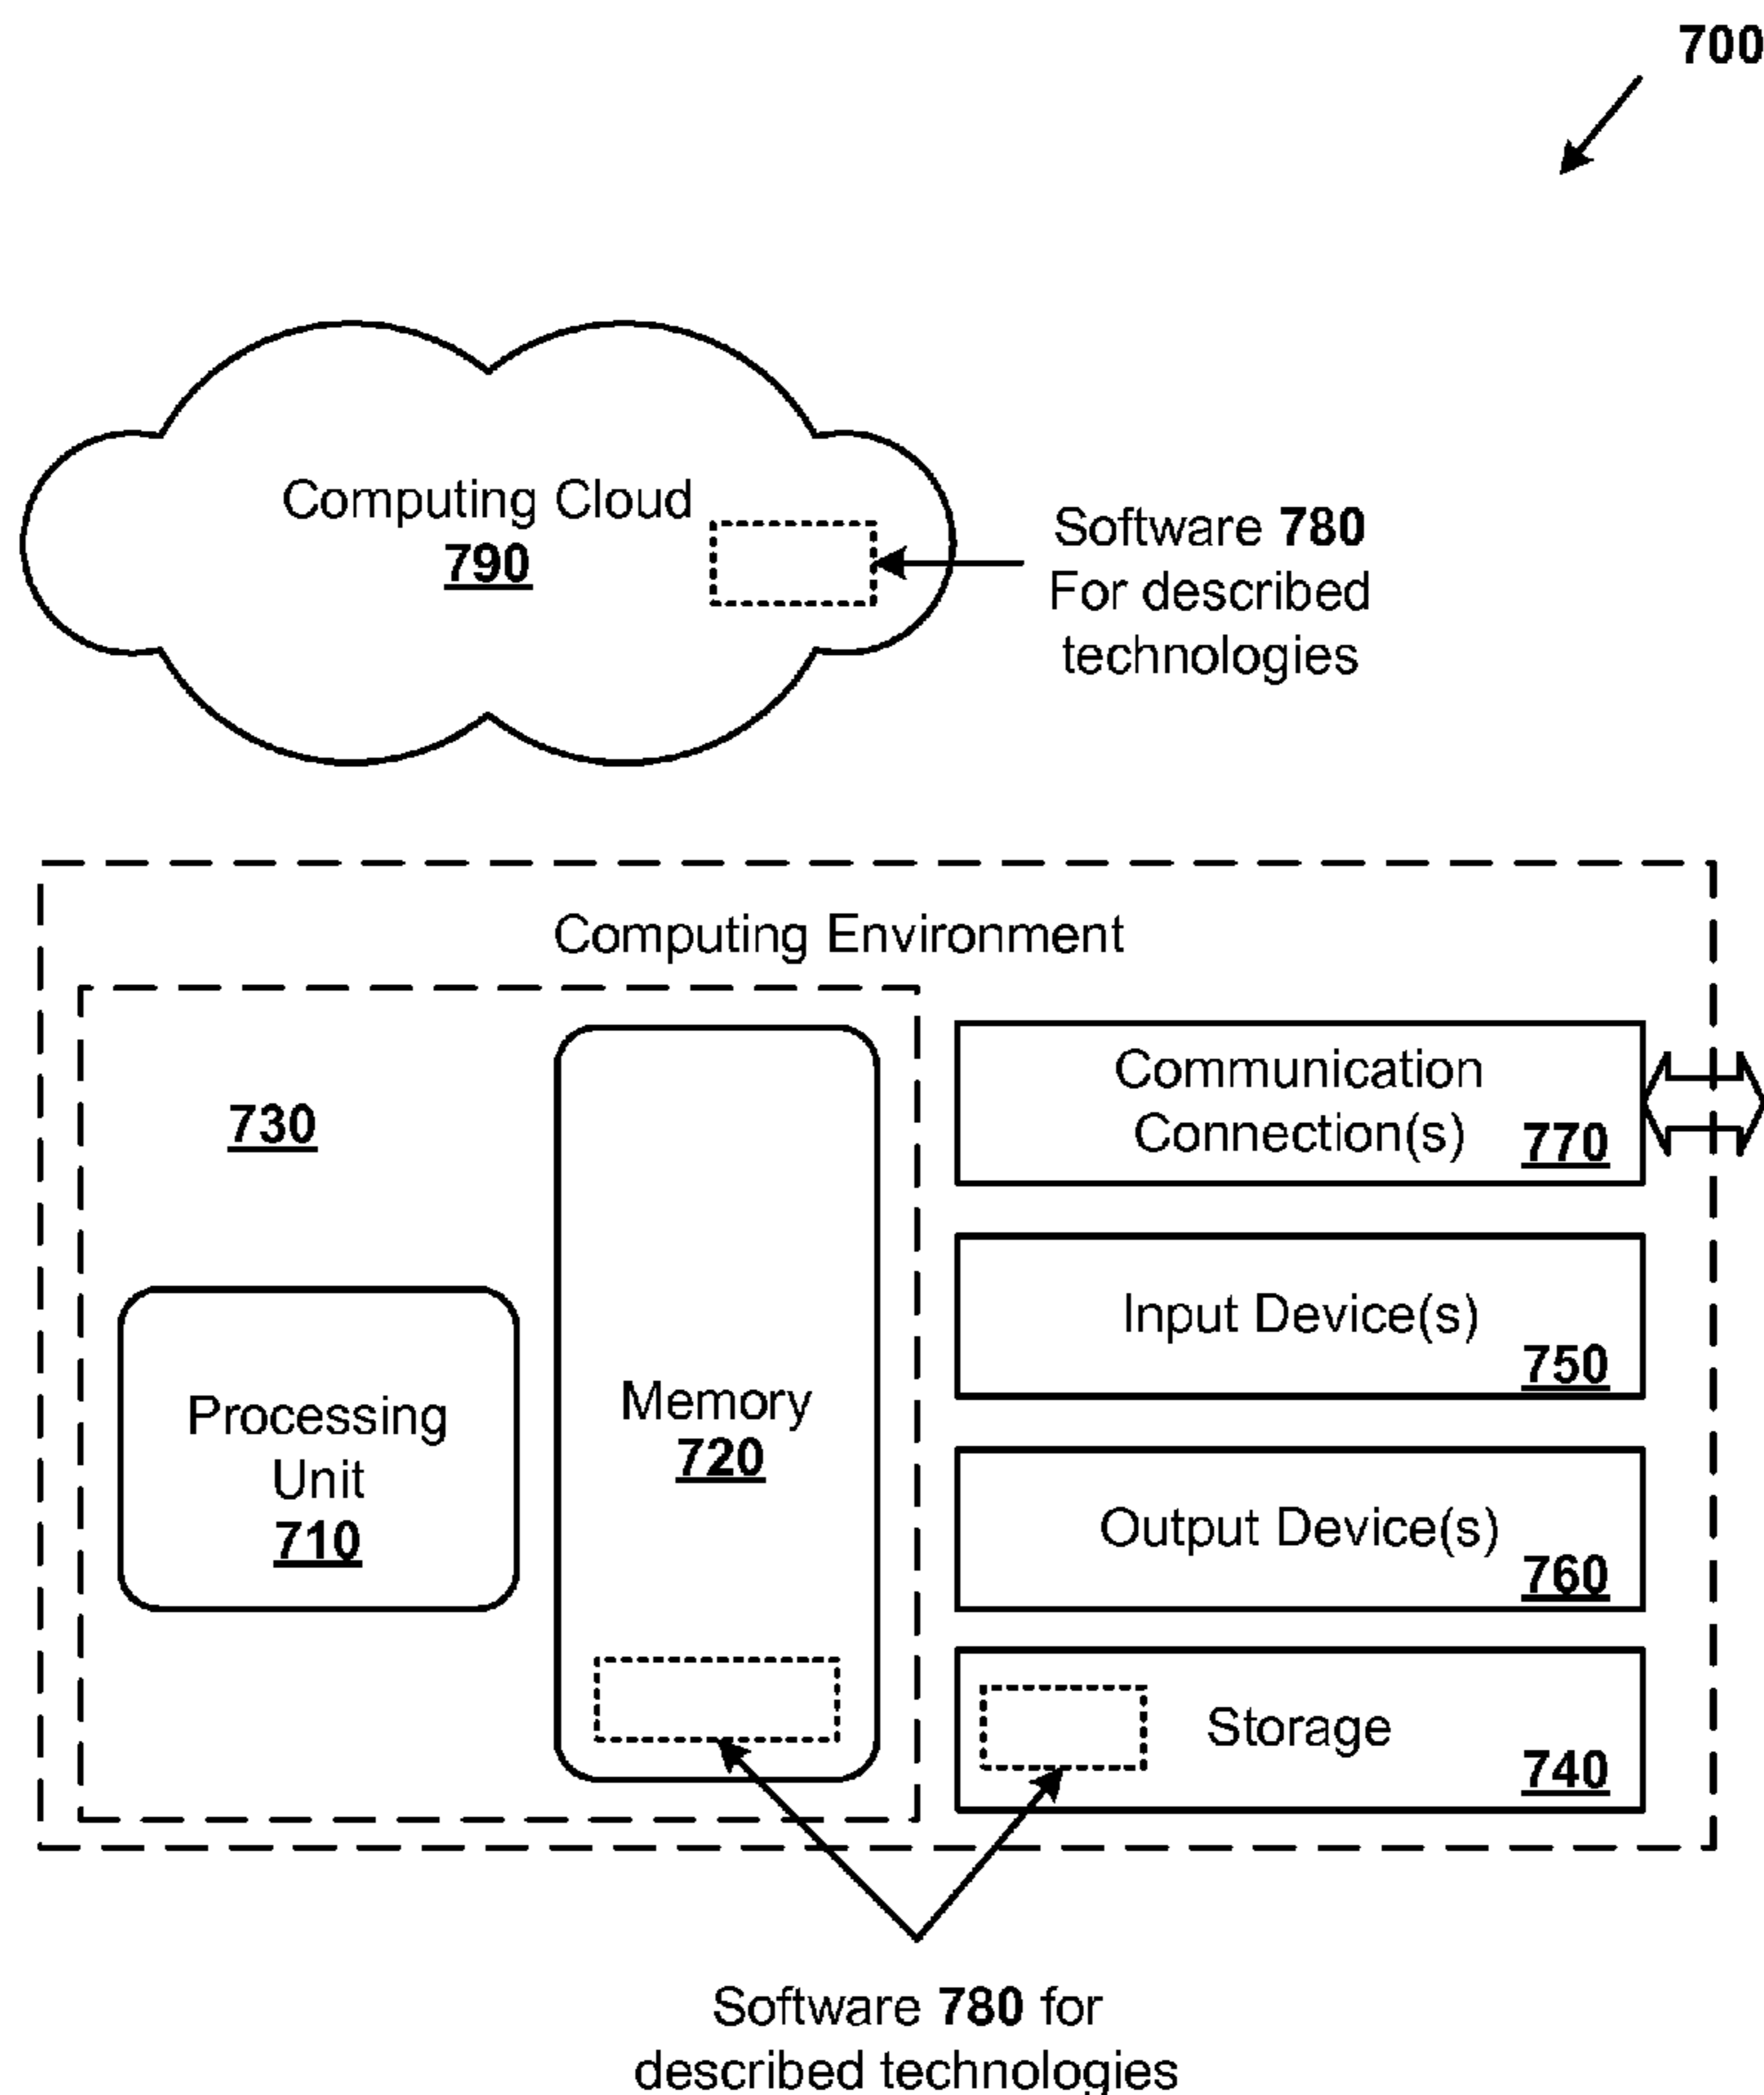 700
Computing Cloud
790
Software 780
For described
technologies
Computing Environment
730
Processing
Unit
710
Memory
720
Communication
Connection(s) 770
Input Device(s)
750
Output Device(s)
760
Storage
740
Software 780 for
described technologies